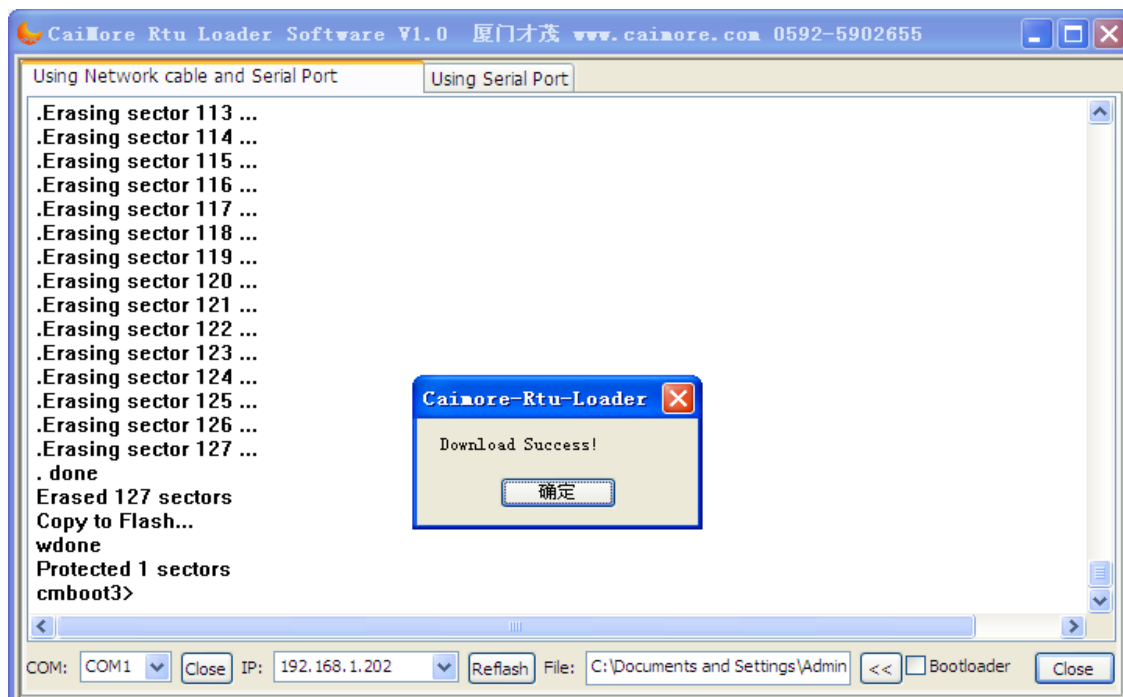 CaiMore Rtu Loader Software V1.0 厦门才茂 www.caimore.com 0592-5902655
Using Network cable and Serial Port
Using Serial Port
.Erasing sector 113 ...
.Erasing sector 114 ...
.Erasing sector 115 ...
.Erasing sector 116 ...
.Erasing sector 117 ...
.Erasing sector 118 ...
.Erasing sector 119 ...
.Erasing sector 120 ...
.Erasing sector 121 ...
.Erasing sector 122 ...
.Erasing sector 123 ...
.Erasing sector 124 ...
.Erasing sector 125 ...
.Erasing sector 126 ...
.Erasing sector 127 ...
. done
Erased 127 sectors
Copy to Flash...
wdone
Protected 1 sectors
cmboot3>
Caimore-Rtu-Loader
Download Success!
确定
COM: COM1 Close IP: 192.168.1.202 Reflash File: C:\Documents and Settings\Admin << Bootloader Close